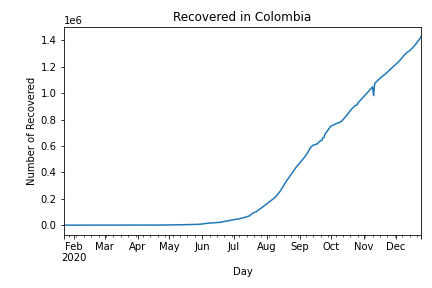 Recovered in Colombia
1e6
1.4
1.2
1.0
0.8
0.6
0.4
0.2
0.0
Number of Recovered
Feb Mar Apr May Jun Jul Aug Sep Oct Nov Dec
2020
Day